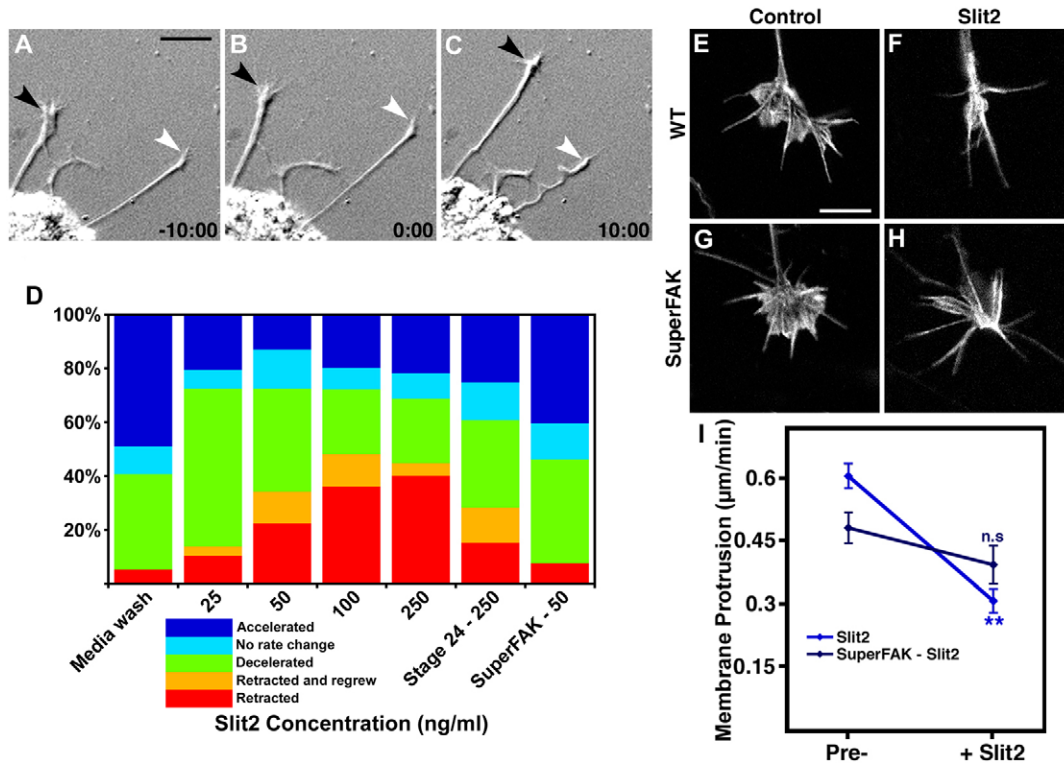 Control
Slit2
A
B
C
E
F
WT
-10:00
0:00
10:00
G
H
SuperFAK
D
100%
80%
60%
40%
20%
Media wash
25
50
100
250
Stage 24 - 250
SuperFAK - 50
Accelerated
No rate change
Decelerated
Retracted and regrew
Retracted
Slit2 Concentration (ng/ml)
I
Membrane Protrusion (µm/min)
0.6
0.45
0.3
0.15
n.s
**
Slit2
SuperFAK - Slit2
Pre-
+ Slit2